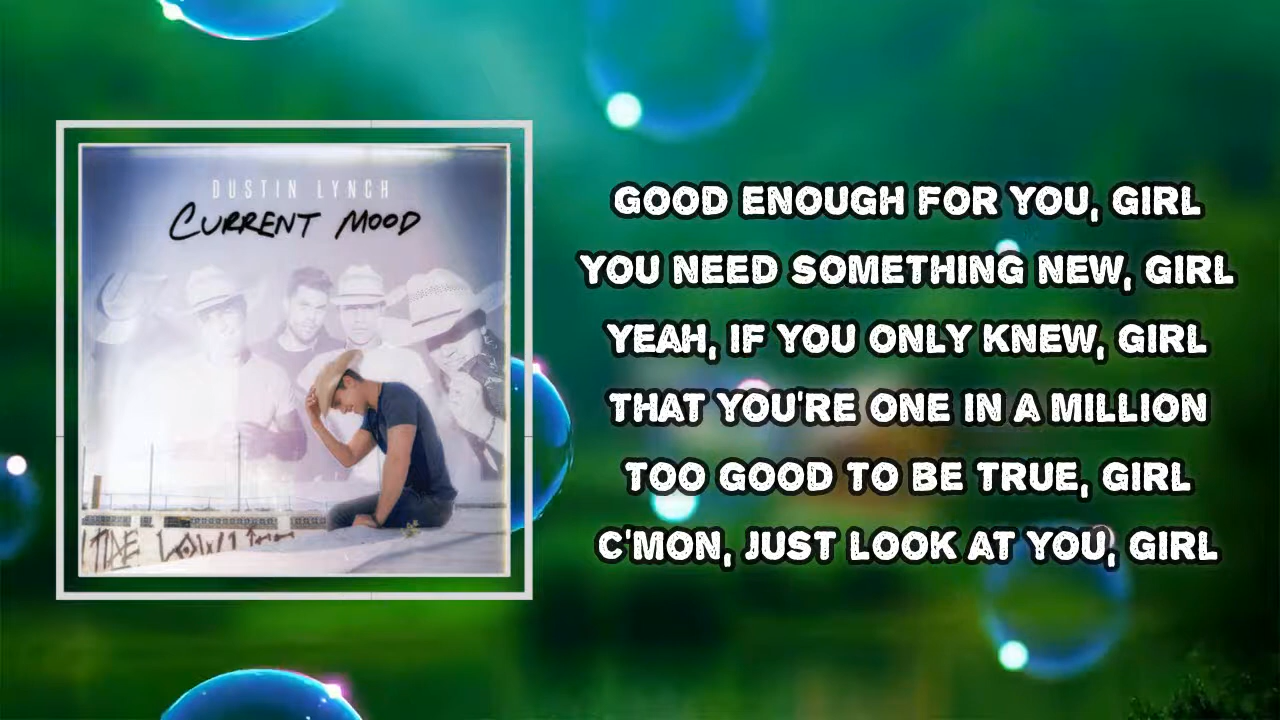 DUSTIN LYNCH
CURRENT MOOD
GOOD ENOUGH FOR YOU, GIRL
YOU NEED SOMETHING NEW, GIRL
YEAH, IF YOU ONLY KNEW, GIRL
THAT YOU'RE ONE IN A MILLION
TOO GOOD TO BE TRUE, GIRL
C'MON, JUST LOOK AT YOU, GIRL